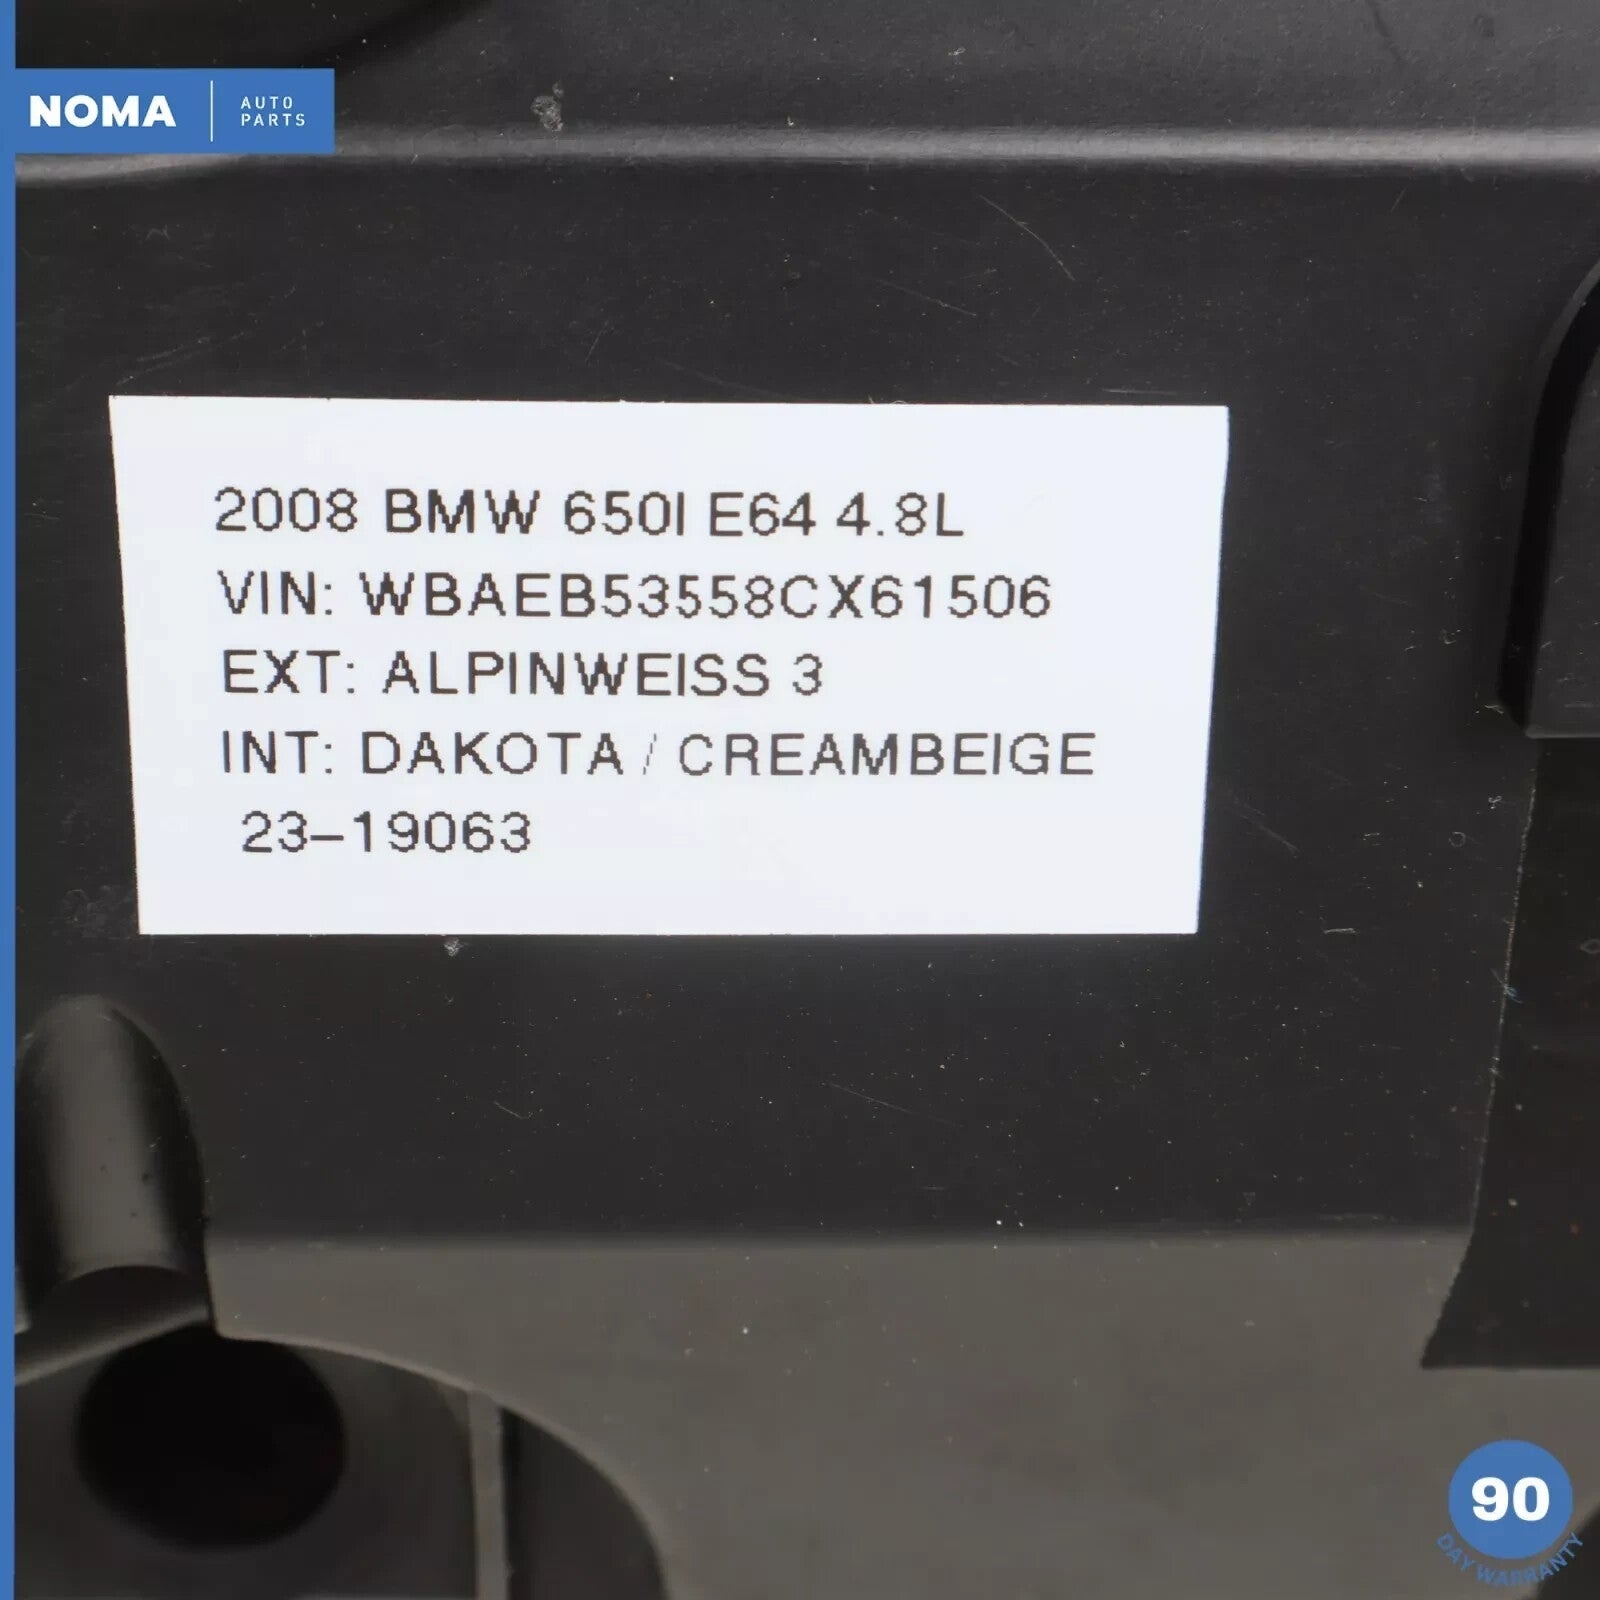 NOMA
AUTO
PARTS
2008 BMW 650I E64 4.8L
VIN: WBAEB53558CX61506
EXT: ALPINWEISS 3
INT: DAKOTA / CREAMBEIGE
23-19063
90
DAY WARRANTY